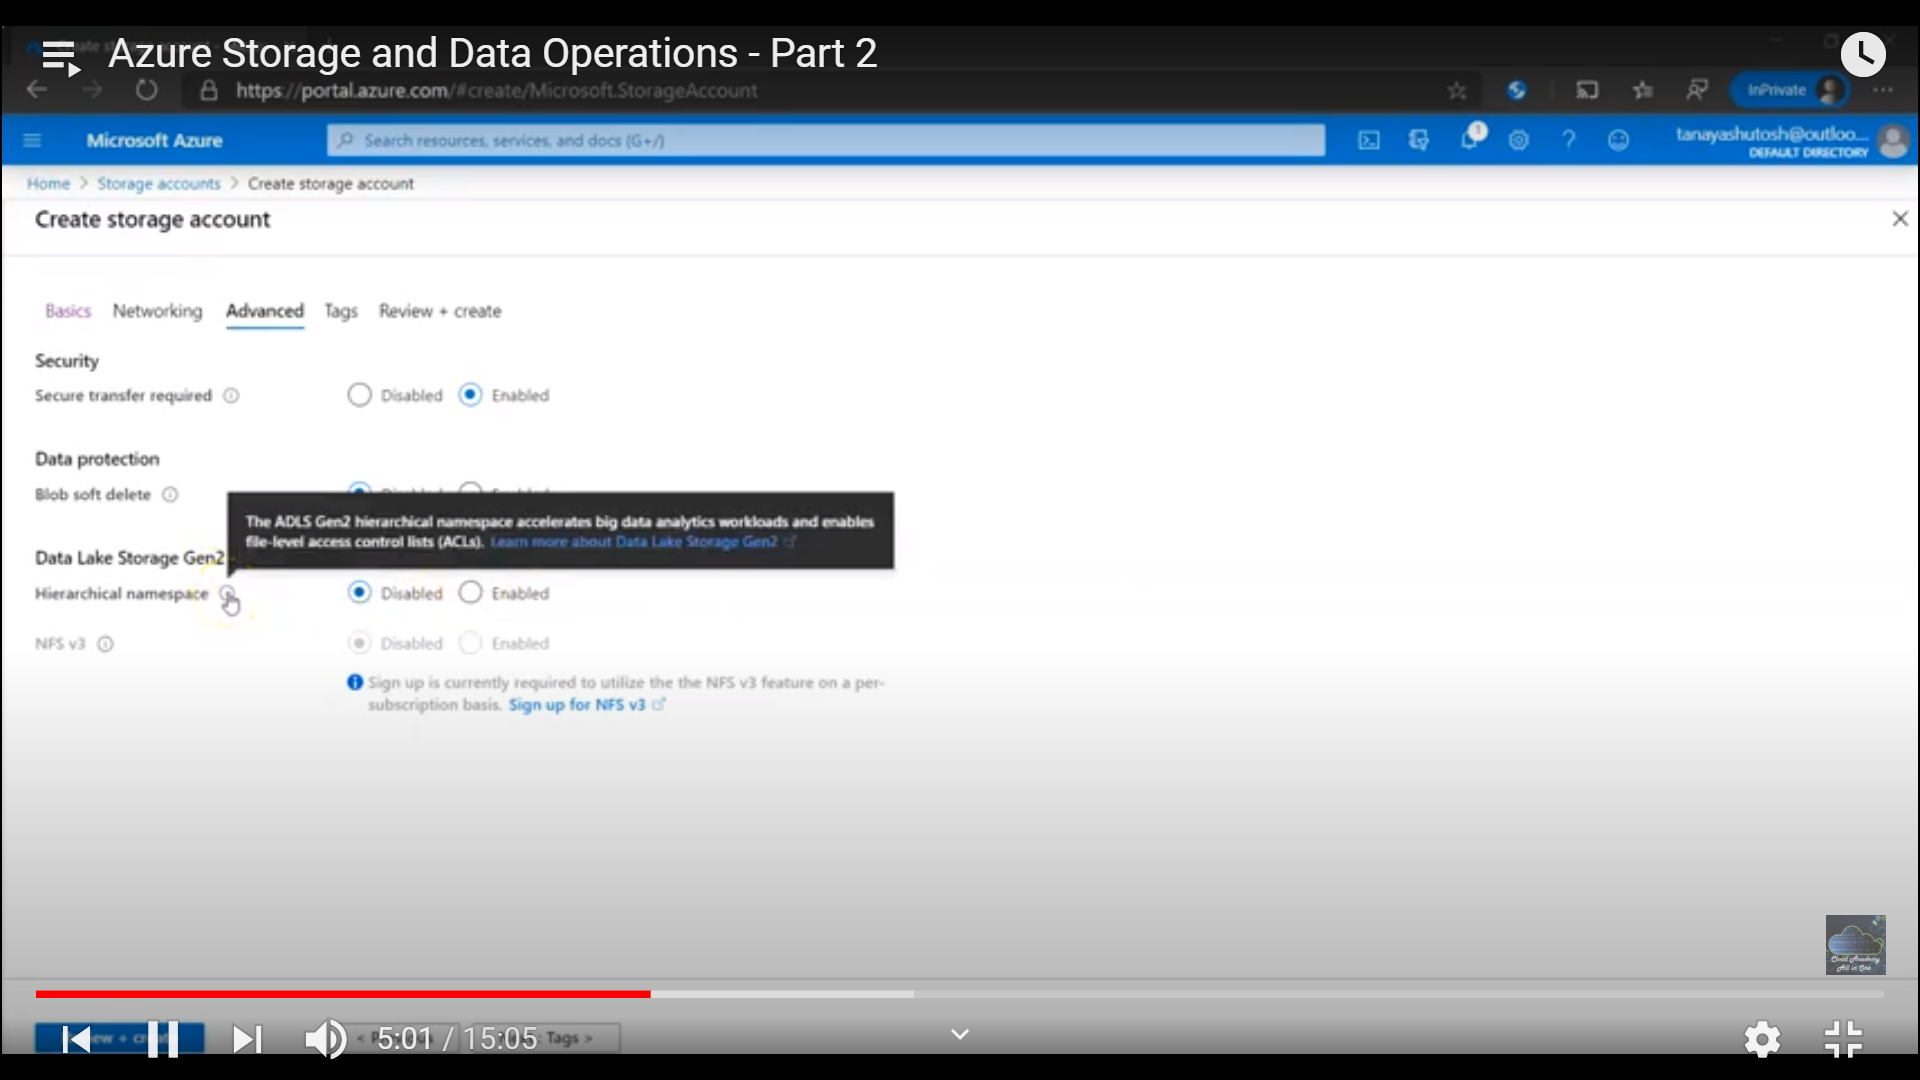 Azure Storage and Data Operations - Part 2
https://portal.azure.com/#create/Microsoft.StorageAccount
InPrivate
Microsoft Azure
Search resources, services, and docs (G+/)
1
tanayashutosh@outloo...
DEFAULT DIRECTORY
Home > Storage accounts > Create storage account
Create storage account
Basics Networking Advanced Tags Review + create
Security
Secure transfer required Disabled Enabled
Data protection
Blob soft delete
The ADLS Gen2 hierarchical namespace accelerates big data analytics workloads and enables
file-level access control lists (ACLs). Learn more about Data Lake Storage Gen2
Data Lake Storage Gen2
Hierarchical namespace Disabled Enabled
NFS v3 Disabled Enabled
Sign up is currently required to utilize the the NFS v3 feature on a per-
subscription basis. Sign up for NFS v3
Cloud Academy
All in One
5:01 / 15:05
Tags >